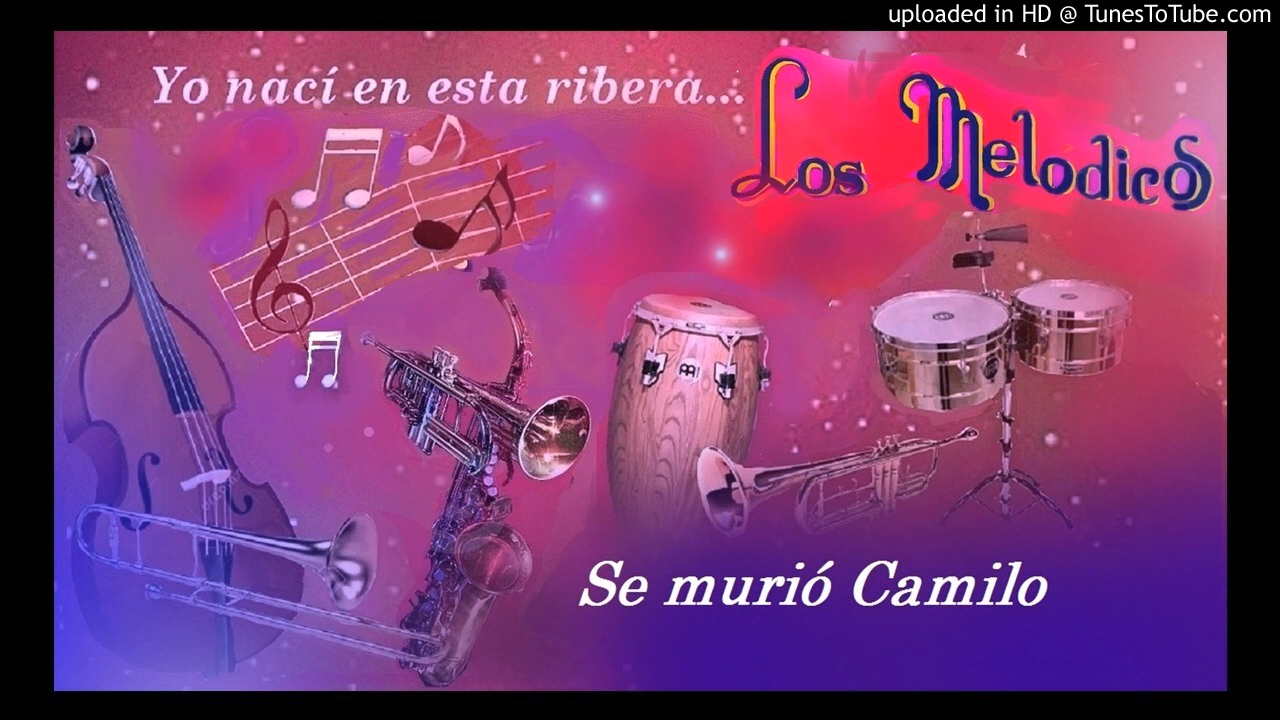 uploaded in HD @ TunesToTube.com
Yo nací en esta ribera...
Los Melodicos
Se murió Camilo